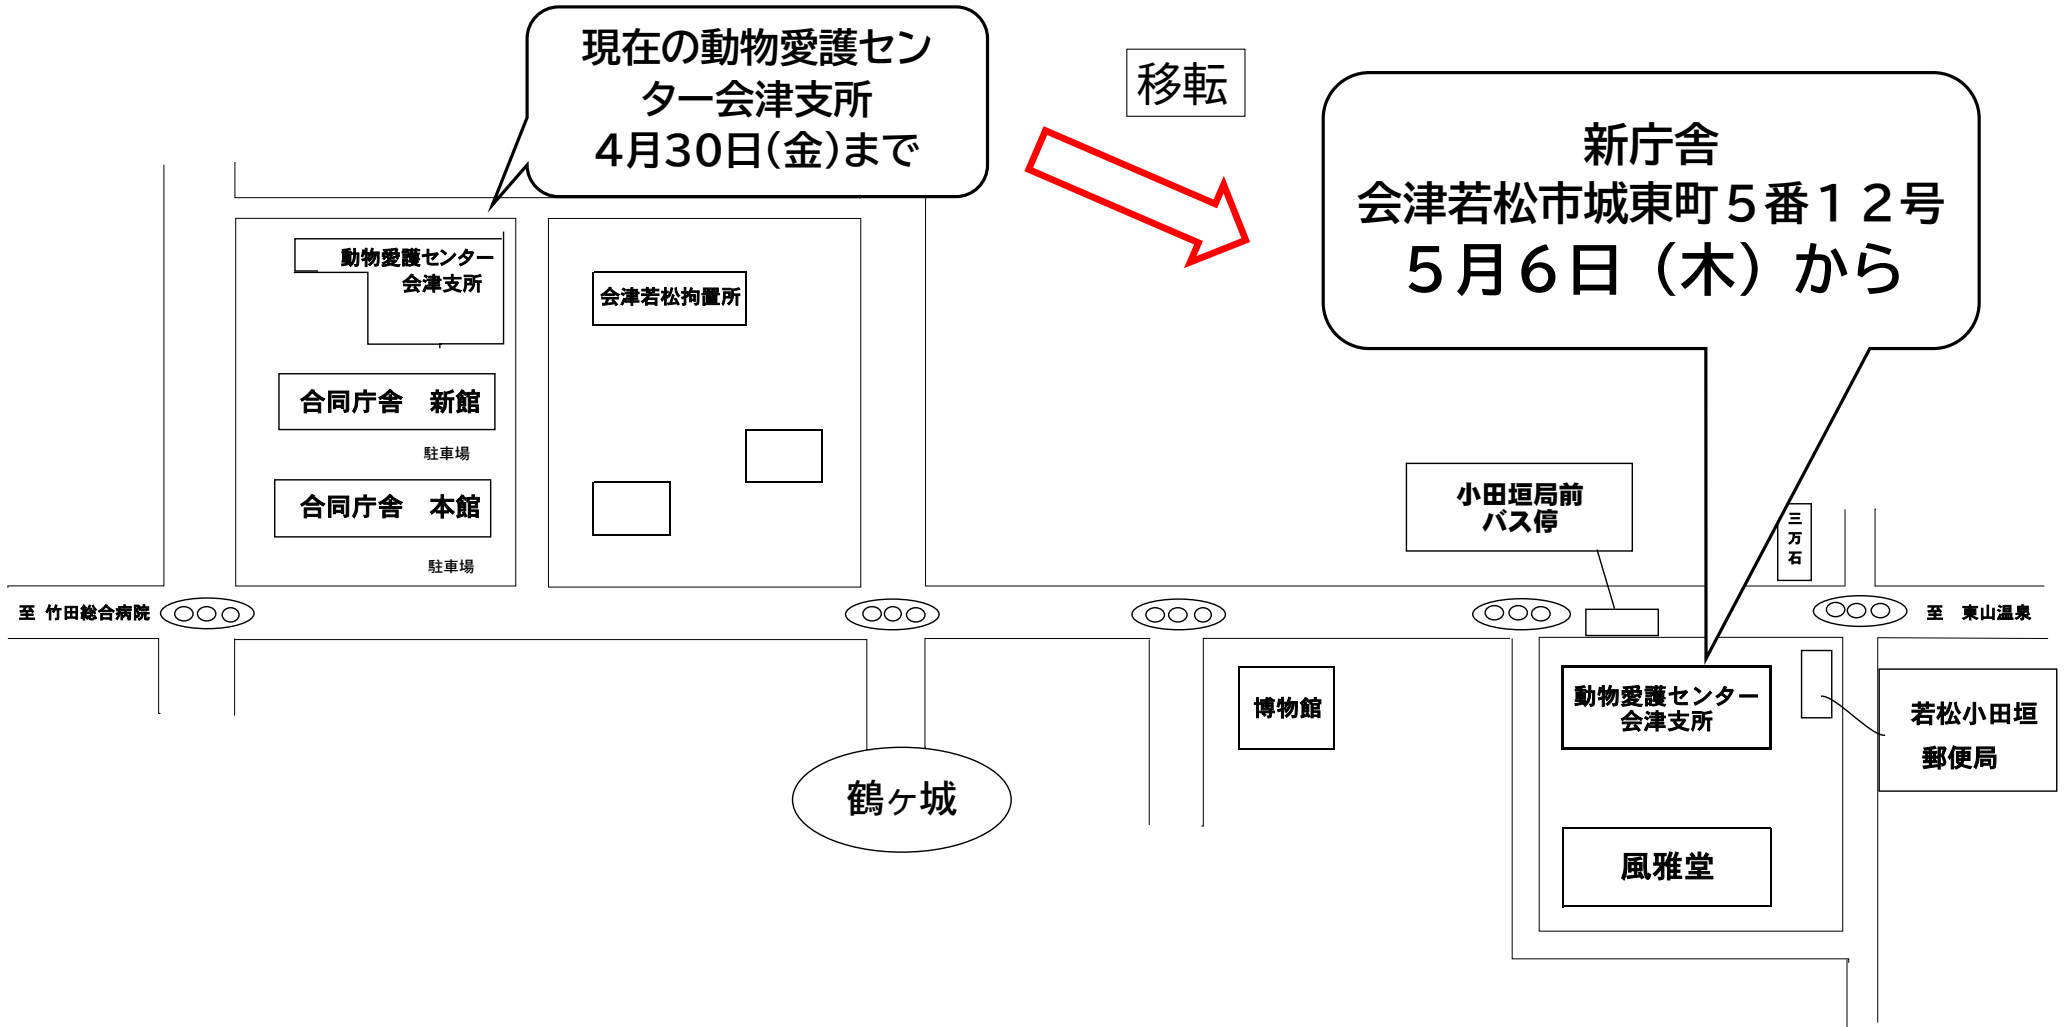 現在の動物愛護セン
ター会津支所
4月30日(金)まで
移転
新庁舎
会津若松市城東町５番１２号
５月６日（木）から
動物愛護センター
会津支所
会津若松拘置所
合同庁舎　新館
駐車場
合同庁舎　本館
駐車場
小田垣局前
バス停
三万石
至 竹田総合病院
至　東山温泉
博物館
動物愛護センター
会津支所
若松小田垣
郵便局
鶴ヶ城
風雅堂